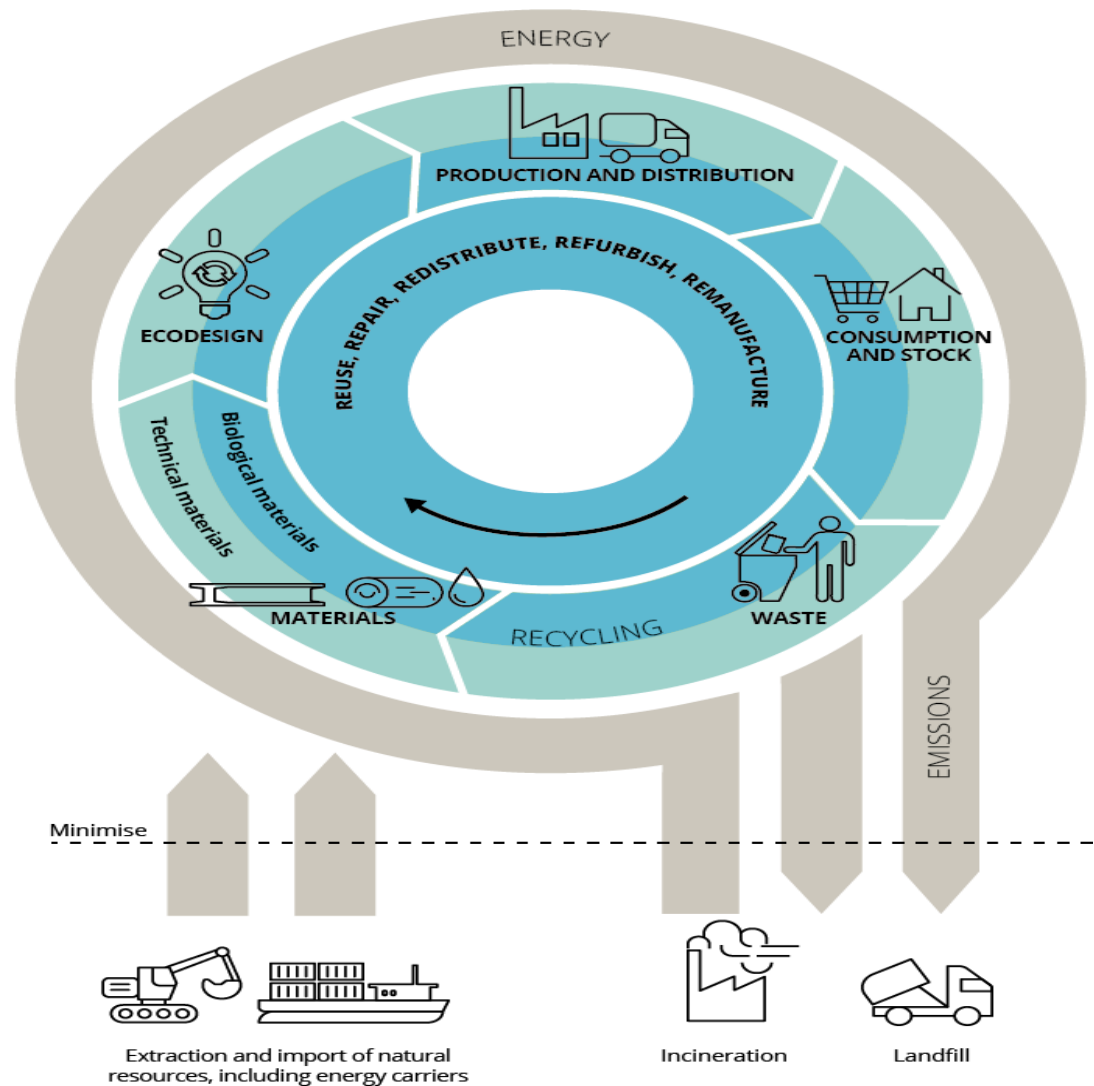 ENERGY
PRODUCTION AND DISTRIBUTION
REUSE, REPAIR, REDISTRIBUTE, REFURBISH, REMANUFACTURE
ECODESIGN
CONSUMPTION
AND STOCK
Technical materials
Biological materials
MATERIALS
RECYCLING
WASTE
EMISSIONS
Minimise
Extraction and import of natural
resources, including energy carriers
Incineration
Landfill